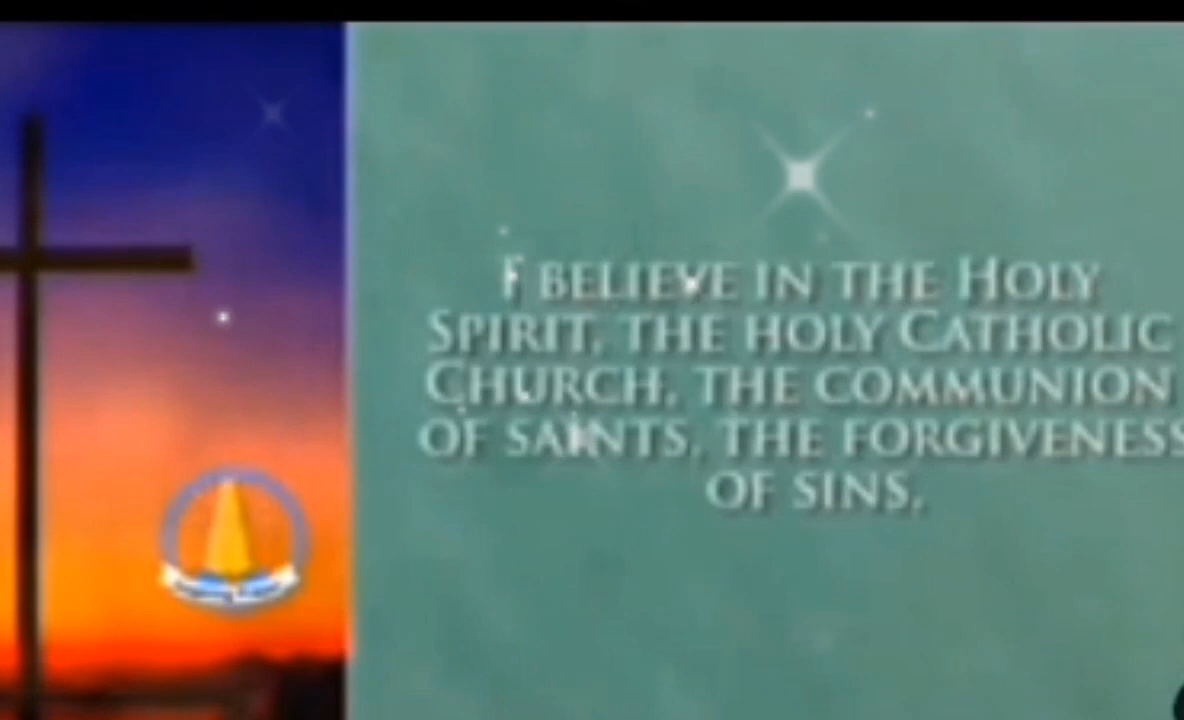 I BELIEVE IN THE HOLY
SPIRIT, THE HOLY CATHOLIC
CHURCH, THE COMMUNION
OF SAINTS, THE FORGIVENESS
OF SINS,